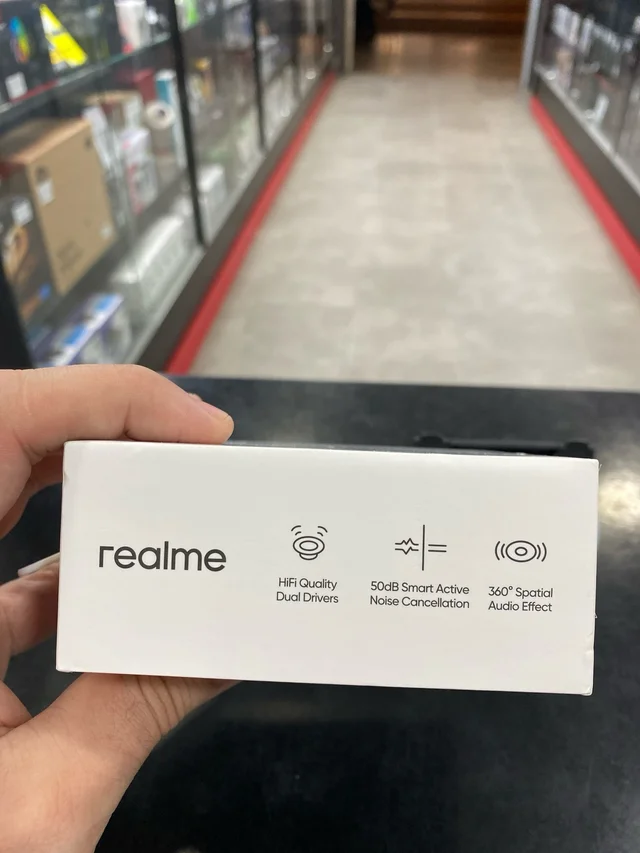 realme
HiFi Quality
Dual Drivers
50dB Smart Active
Noise Cancellation
360° Spatial
Audio Effect